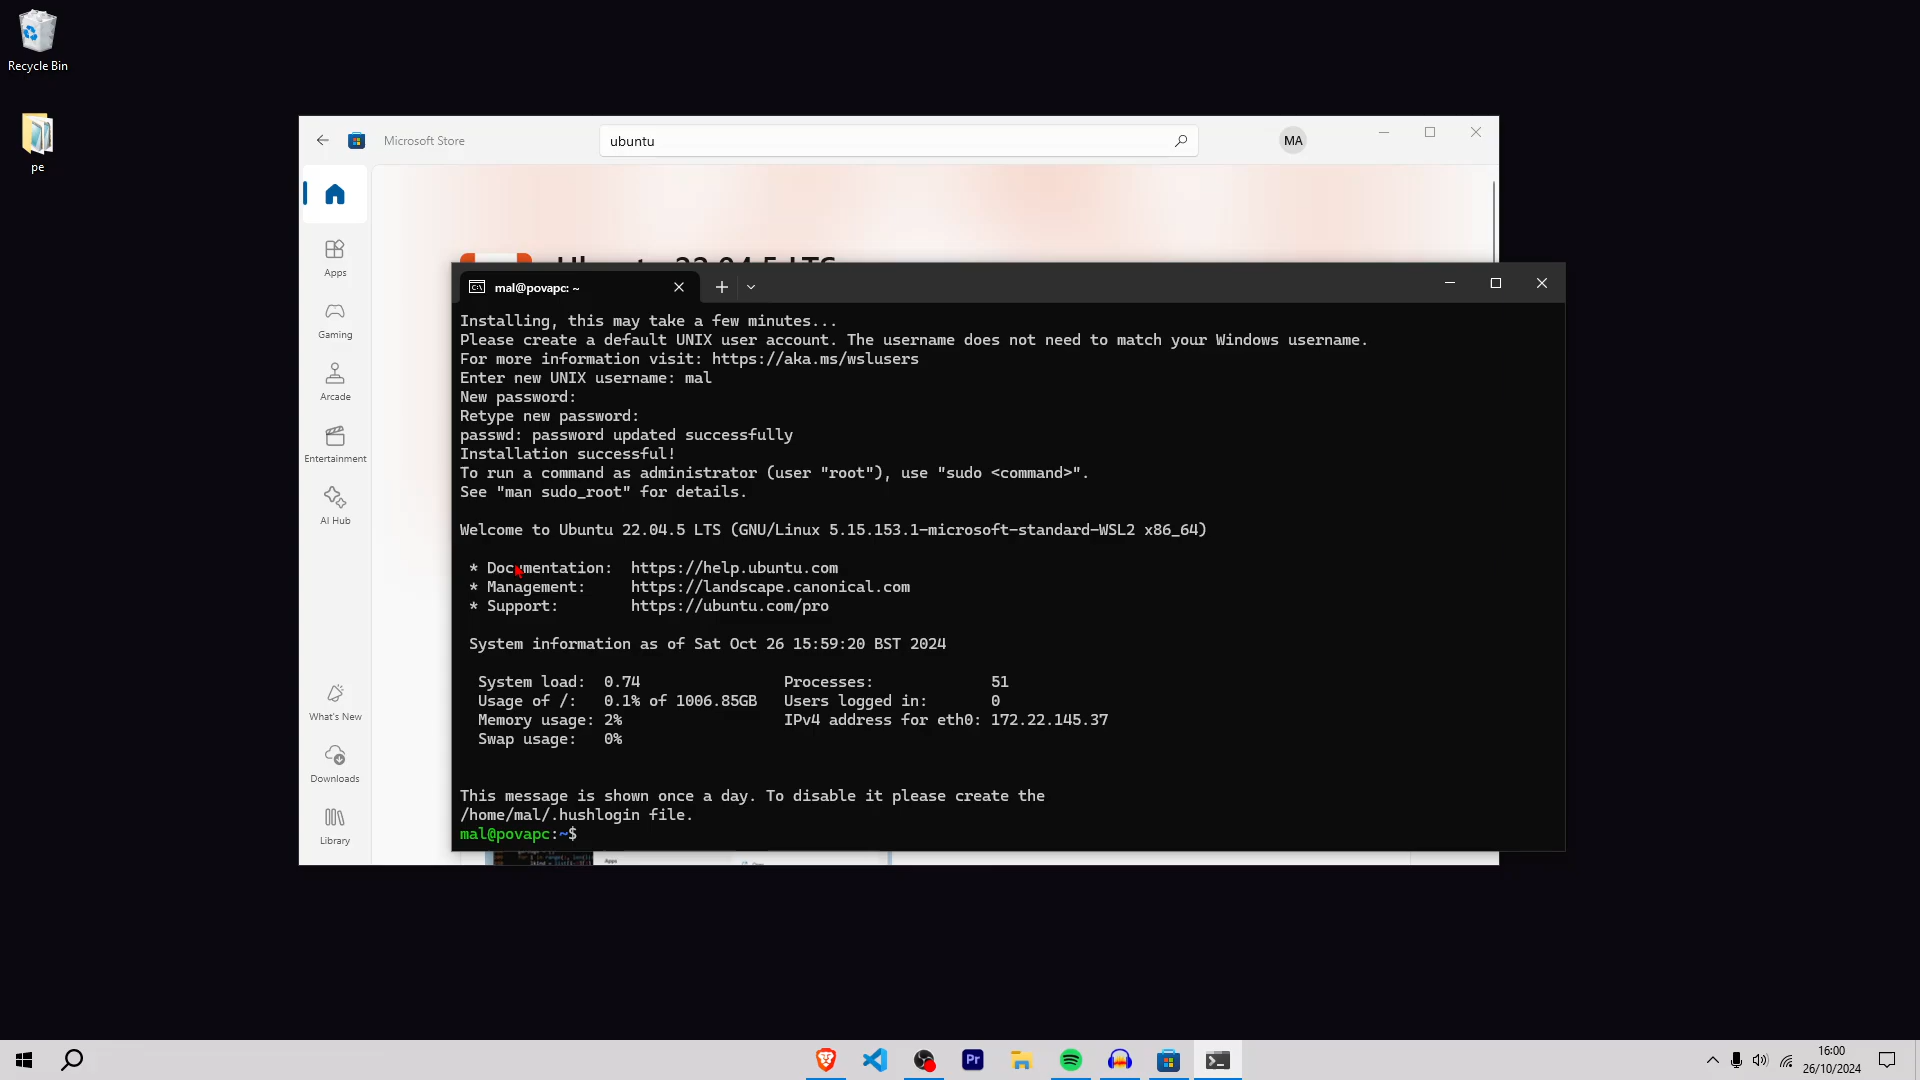 Recycle Bin
pe
Microsoft Store
ubuntu
MA
Apps
Gaming
Arcade
Entertainment
AI Hub
What's New
Downloads
Library
Ubuntu 22.04.5 LTS
mal@povapc: ~
Installing, this may take a few minutes...
Please create a default UNIX user account. The username does not need to match your Windows username.
For more information visit: https://aka.ms/wslusers
Enter new UNIX username: mal
New password:
Retype new password:
passwd: password updated successfully
Installation successful!
To run a command as administrator (user "root"), use "sudo <command>".
See "man sudo_root" for details.
Welcome to Ubuntu 22.04.5 LTS (GNU/Linux 5.15.153.1-microsoft-standard-WSL2 x86_64)
* Documentation: https://help.ubuntu.com
* Management: https://landscape.canonical.com
* Support: https://ubuntu.com/pro
System information as of Sat Oct 26 15:59:20 BST 2024
System load: 0.74 Processes: 51
Usage of /: 0.1% of 1006.85GB Users logged in: 0
Memory usage: 2% IPv4 address for eth0: 172.22.145.37
Swap usage: 0%
This message is shown once a day. To disable it please create the
/home/mal/.hushlogin file.
mal@povapc:~$
Apps
Pr
16:00
26/10/2024